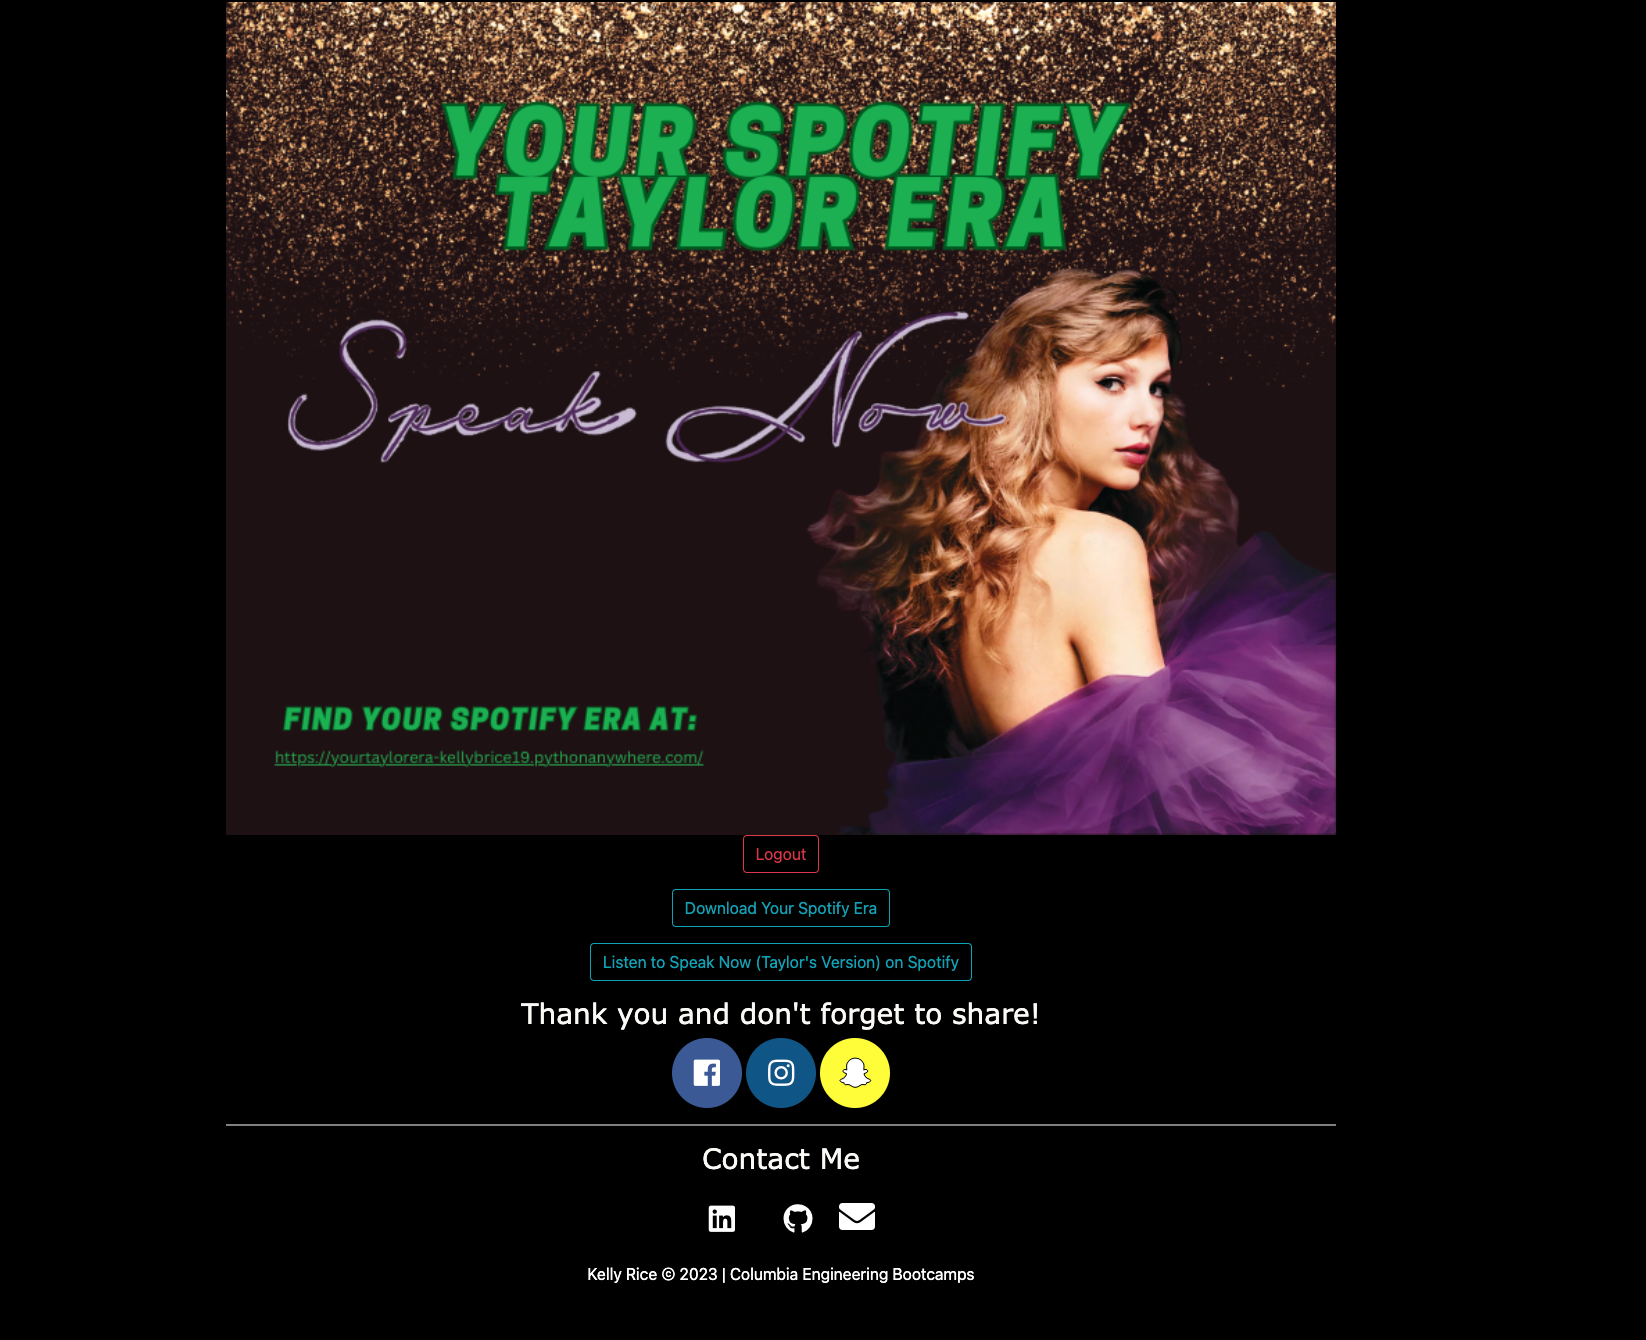 YOUR SPOTIFY
TAYLOR ERA
Speak Now
FIND YOUR SPOTIFY ERA AT:
https://yourtaylorera-kellybrice19.pythonanywhere.com/
Logout
Download Your Spotify Era
Listen to Speak Now (Taylor's Version) on Spotify
Thank you and don't forget to share!
Contact Me
in
Kelly Rice © 2023 | Columbia Engineering Bootcamps